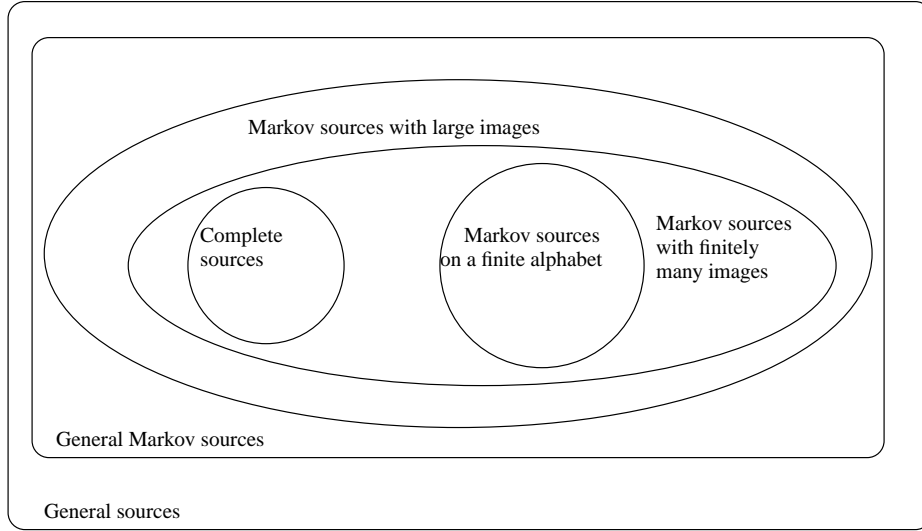 Markov sources with large images
Complete
sources
Markov sources
on a finite alphabet
Markov sources
with finitely
many images
General Markov sources
General sources